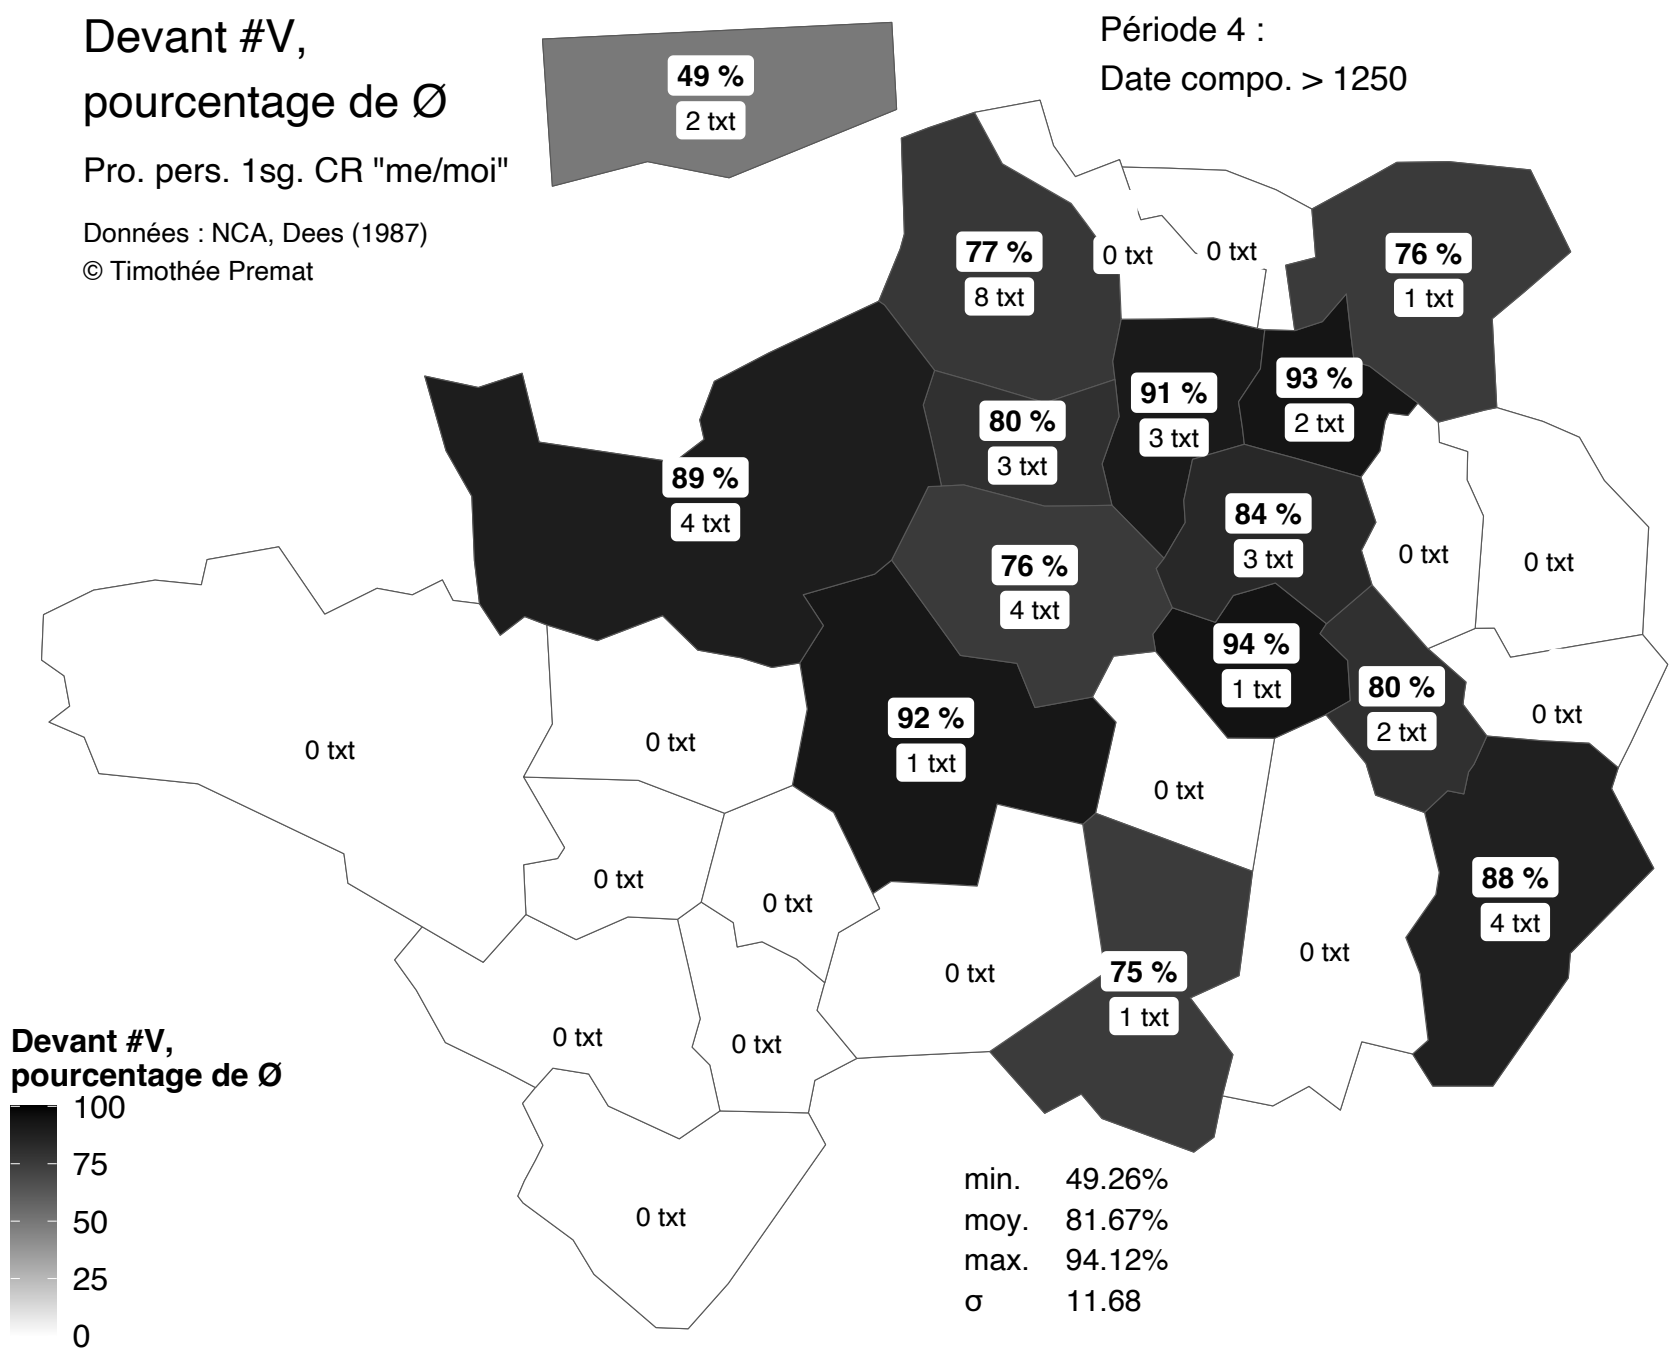 Devant #V,
pourcentage de Ø
Pro. pers. 1sg. CR "me/moi"
Données : NCA, Dees (1987)
© Timothée Premat
Période 4 :
Date compo. > 1250
49 %
2 txt
77 %
8 txt
0 txt
0 txt
76 %
1 txt
91 %
3 txt
93 %
2 txt
80 %
3 txt
89 %
4 txt
84 %
3 txt
0 txt
0 txt
76 %
4 txt
94 %
1 txt
80 %
2 txt
0 txt
92 %
1 txt
0 txt
0 txt
0 txt
0 txt
0 txt
88 %
4 txt
0 txt
0 txt
75 %
1 txt
0 txt
0 txt
0 txt
Devant #V,
pourcentage de Ø
100
75
50
25
0
0 txt
min. 49.26%
moy. 81.67%
max. 94.12%
σ 11.68